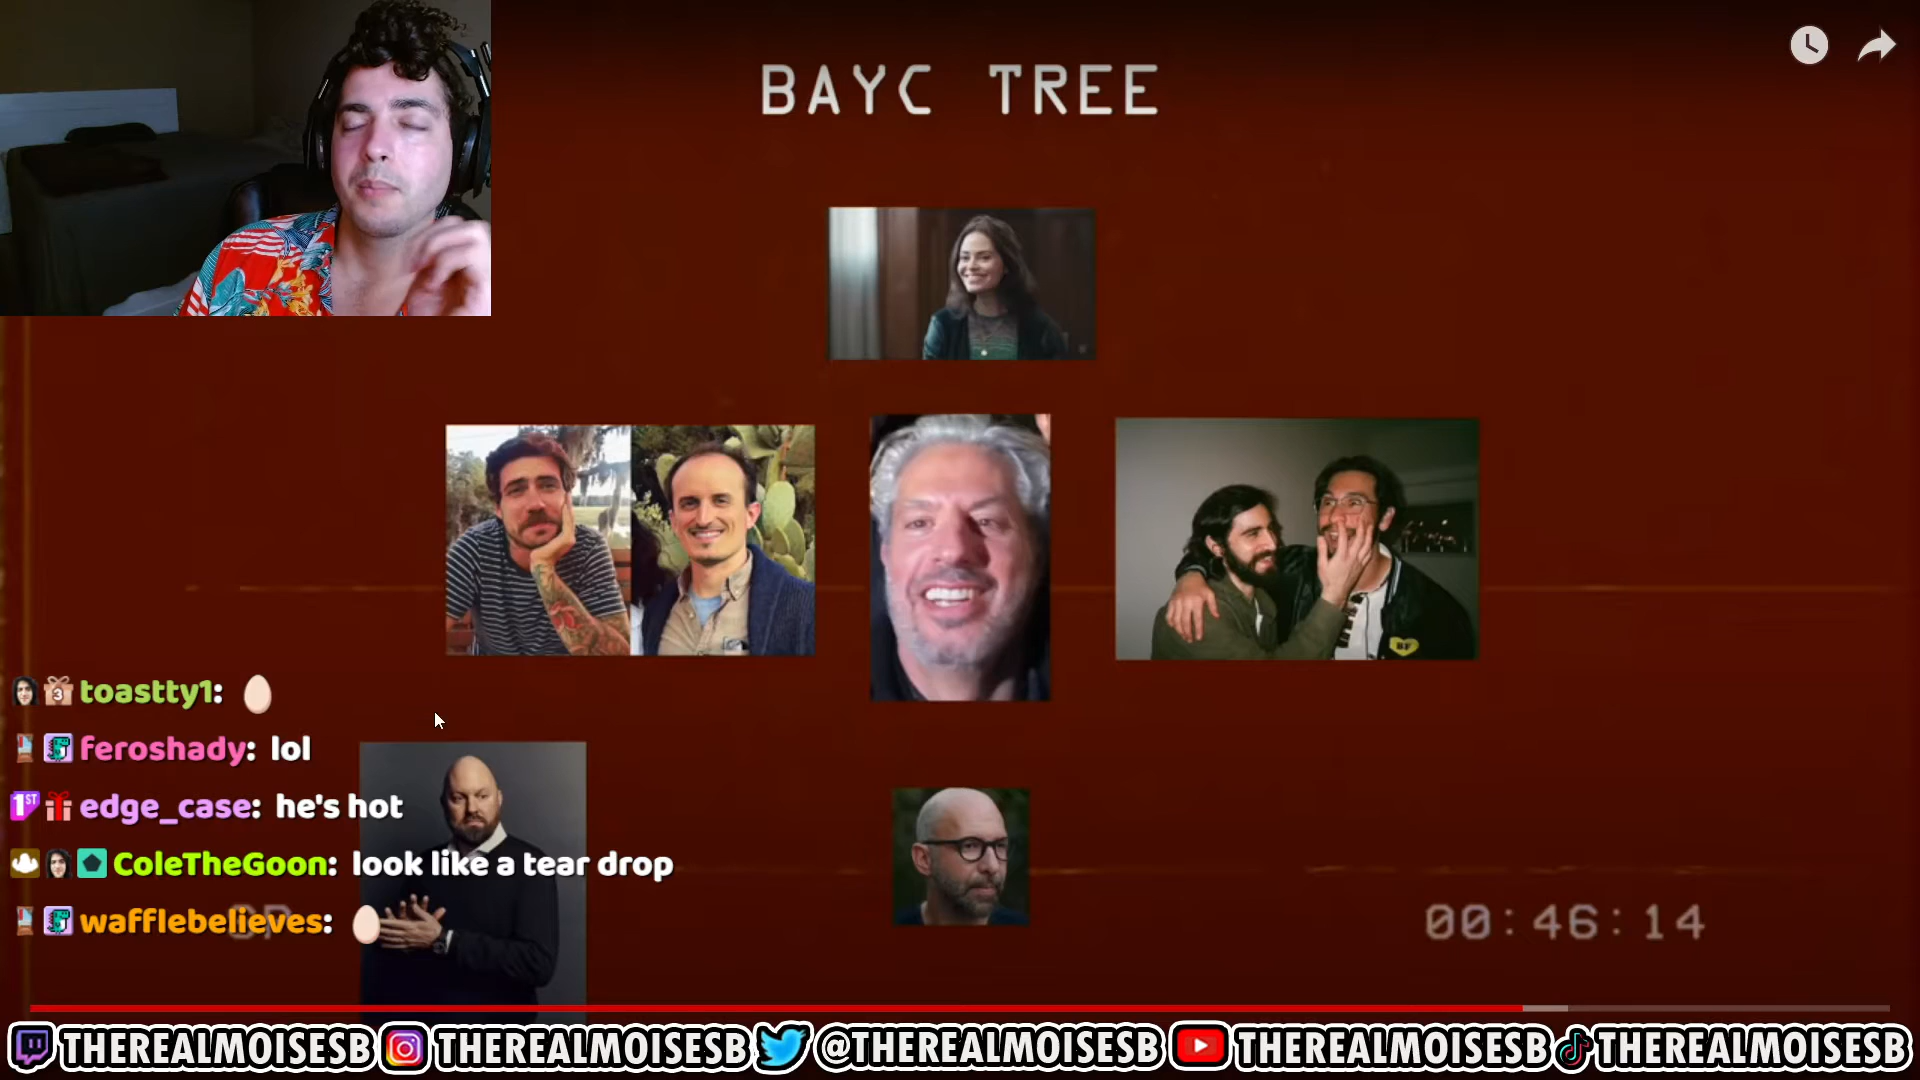 BAYC TREE
toastty1:
feroshady: lol
1ST edge_case: he's hot
ColeTheGoon: look like a tear drop
wafflebelieves:
00:46:14
THEREALMOISESB THEREALMOISESB @THEREALMOISESB THEREALMOISESB THEREALMOISESB